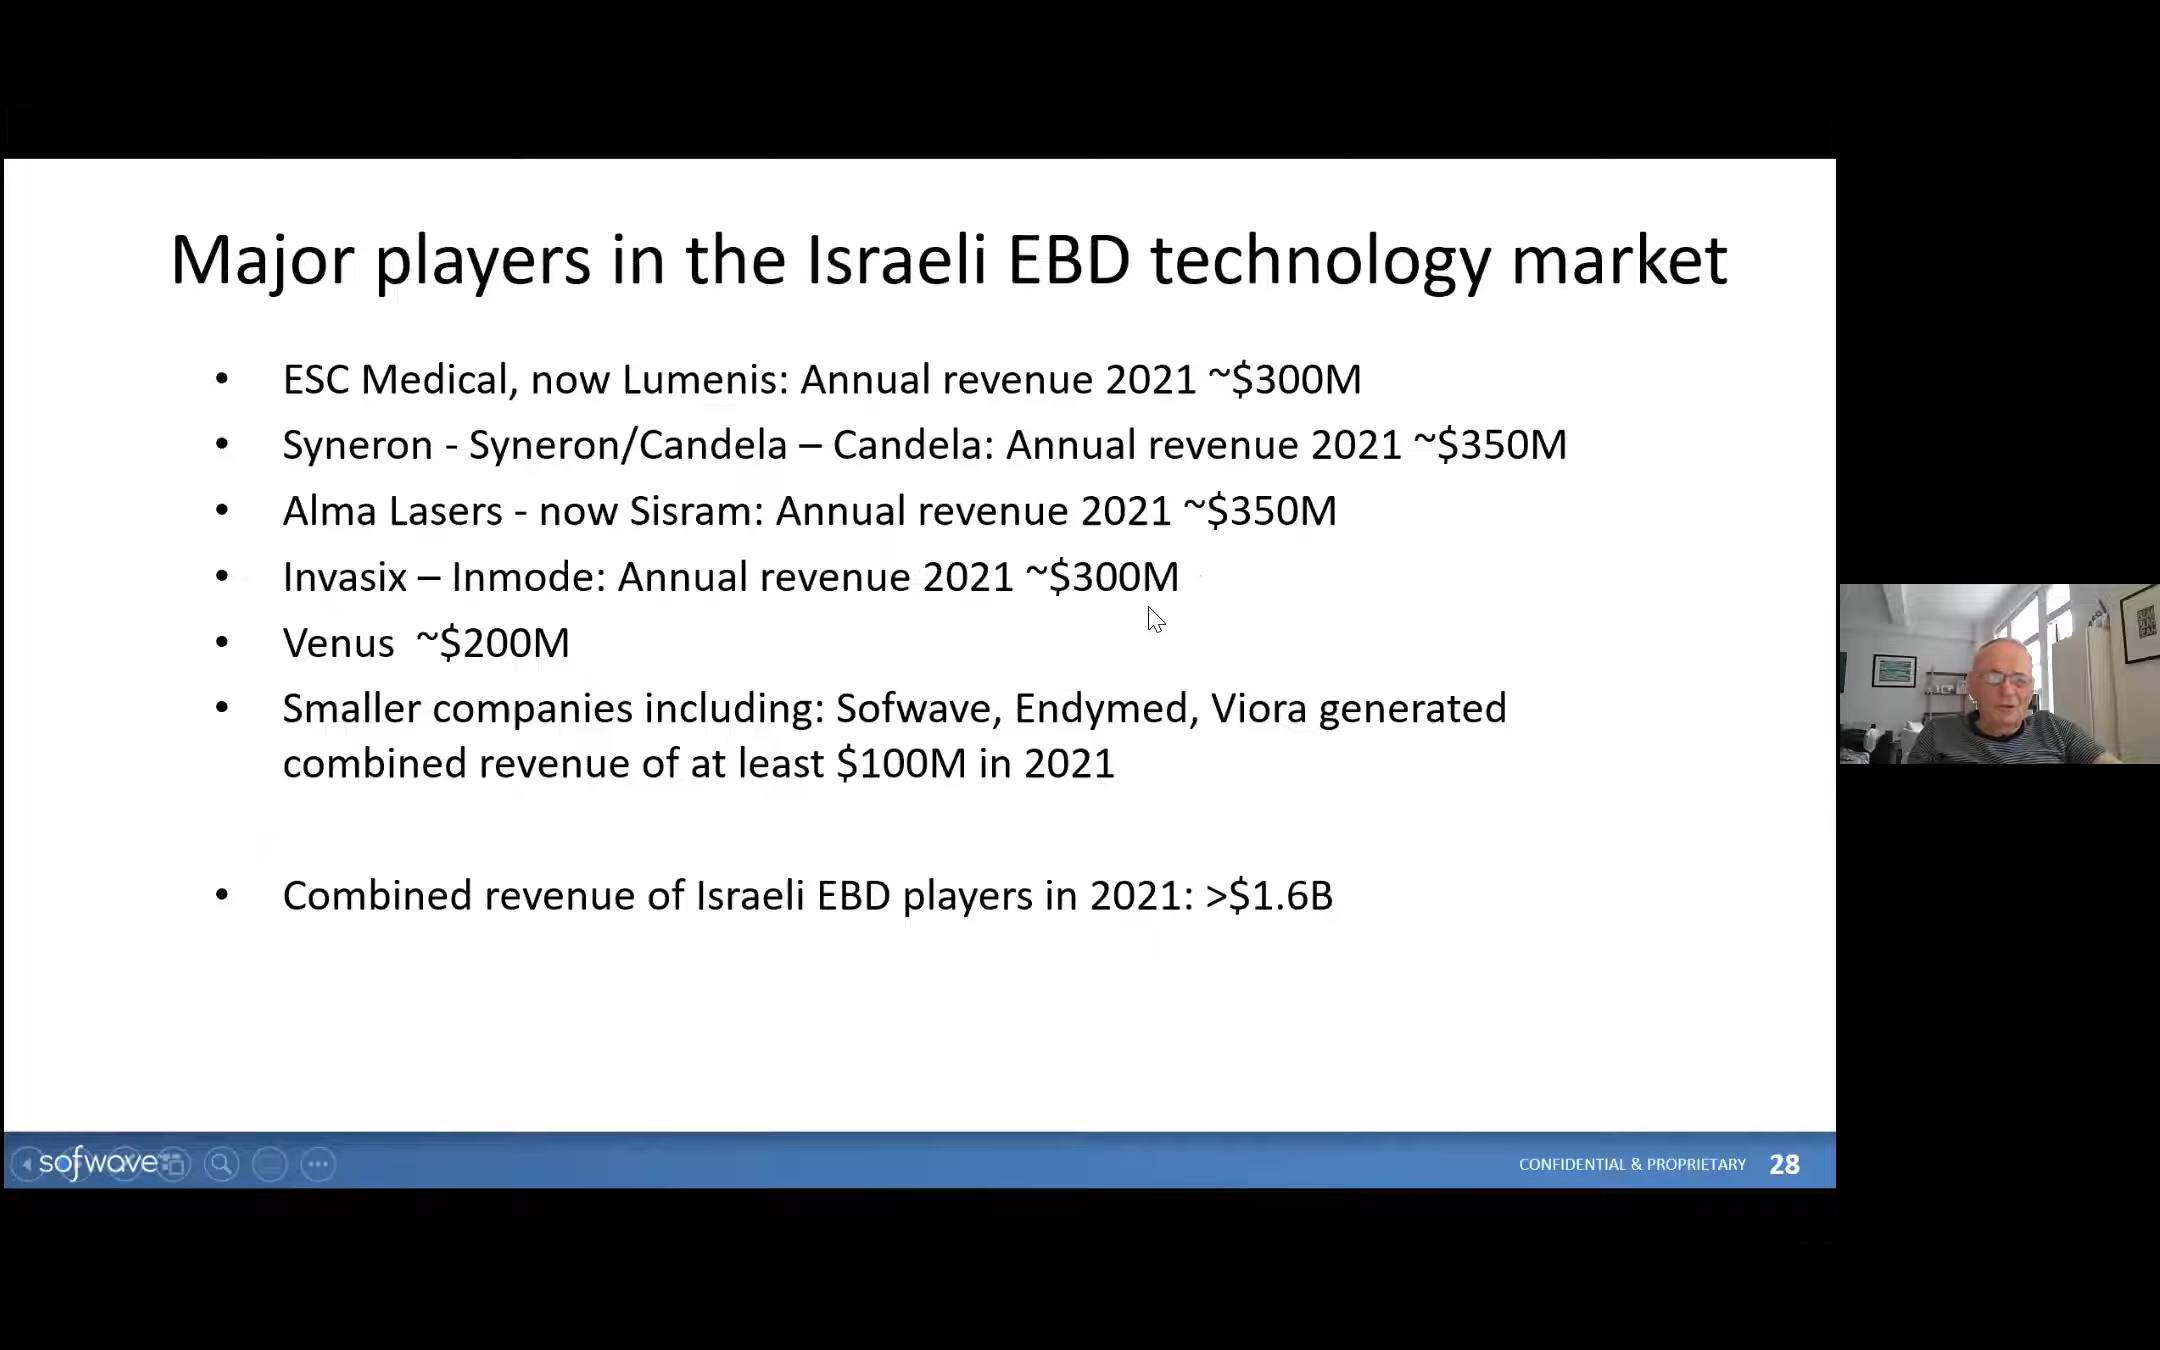 Major players in the Israeli EBD technology market
• ESC Medical, now Lumenis: Annual revenue 2021 ~$300M
• Syneron - Syneron/Candela – Candela: Annual revenue 2021 ~$350M
• Alma Lasers - now Sisram: Annual revenue 2021 ~$350M
• Invasix – Inmode: Annual revenue 2021 ~$300M
• Venus  ~$200M
• Smaller companies including: Sofwave, Endymed, Viora generated
combined revenue of at least $100M in 2021
• Combined revenue of Israeli EBD players in 2021: >$1.6B
sofwave
CONFIDENTIAL & PROPRIETARY 28